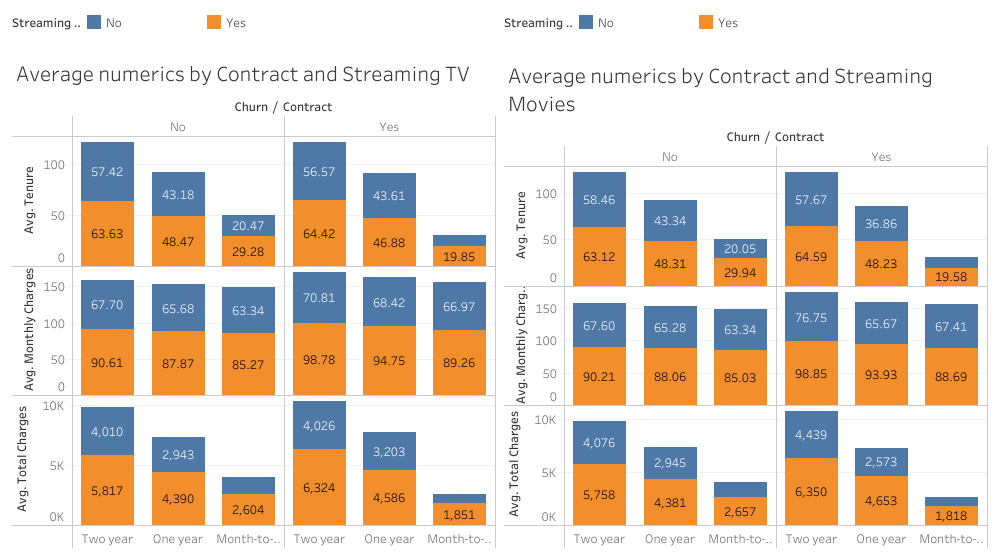 Streaming .. No Yes
Average numerics by Contract and Streaming TV
Churn / Contract
No Yes
Avg. Tenure
100
50
0
57.42 43.18 20.47 56.57 43.61
63.63 48.47 29.28 64.42 46.88 19.85
Avg. Monthly Charges
150
100
50
0
67.70 65.68 63.34 70.81 68.42 66.97
90.61 87.87 85.27 98.78 94.75 89.26
Avg. Total Charges
10K
5K
0K
4,010 2,943 4,026 3,203
5,817 4,390 2,604 6,324 4,586 1,851
Two year One year Month-to-.. Two year One year Month-to-..
Streaming .. No Yes
Average numerics by Contract and Streaming
Movies
Churn / Contract
No Yes
Avg. Tenure
100
50
0
58.46 43.34 20.05 57.67 36.86
63.12 48.31 29.94 64.59 48.23 19.58
Avg. Monthly Charg..
150
100
50
0
67.60 65.28 63.34 76.75 65.67 67.41
90.21 88.06 85.03 98.85 93.93 88.69
Avg. Total Charges
10K
5K
0K
4,076 2,945 4,439 2,573
5,758 4,381 2,657 6,350 4,653 1,818
Two year One year Month-to-.. Two year One year Month-to-..